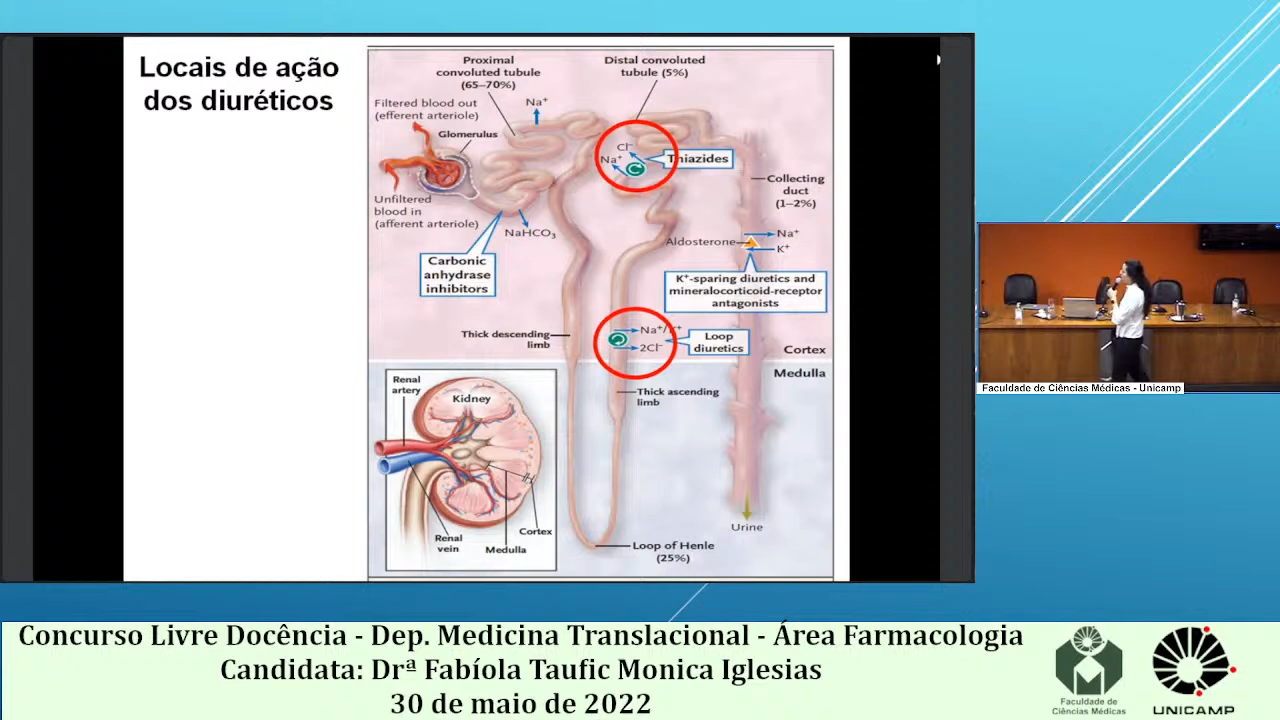 Locais de ação
dos diuréticos
Proximal
convoluted tubule
(65–70%)
Distal convoluted
tubule (5%)
Filtered blood out
(efferent arteriole)
Na⁺
Glomerulus
Cl⁻
Na⁺
Thiazides
Collecting
duct
(1–2%)
Unfiltered
blood in
(afferent arteriole)
NaHCO₃
Aldosterone
Na⁺
K⁺
Carbonic
anhydrase
inhibitors
K⁺-sparing diuretics and
mineralocorticoid-receptor
antagonists
Thick descending
limb
Na⁺/K⁺
2Cl⁻
Loop
diuretics
Cortex
Medulla
Renal
artery
Kidney
Thick ascending
limb
Cortex
Renal
vein
Medulla
Urine
Loop of Henle
(25%)
Faculdade de Ciências Médicas - Unicamp
Concurso Livre Docência - Dep. Medicina Translacional - Área Farmacologia
Candidata: Drª Fabíola Taufic Monica Iglesias
30 de maio de 2022
Faculdade de
Ciências Médicas
UNICAMP